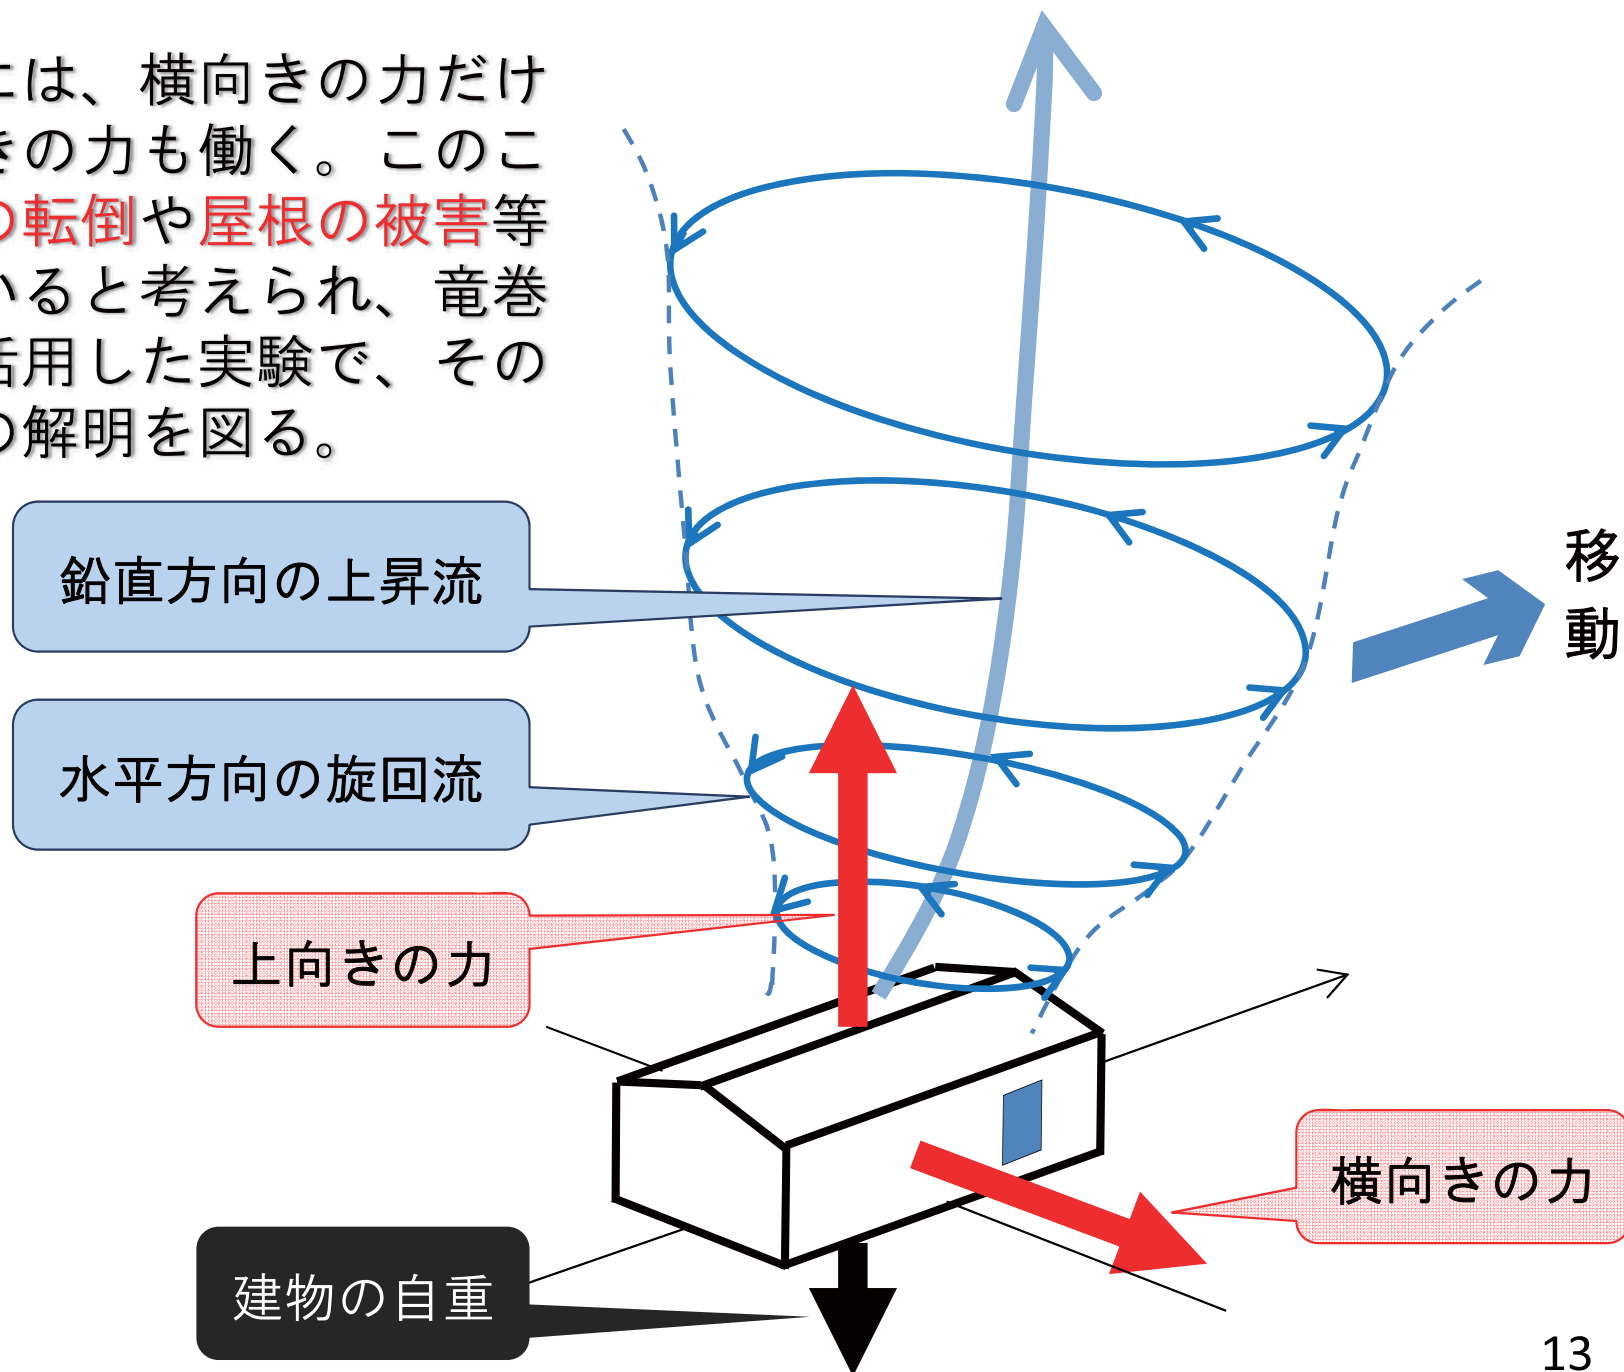 には、横向きの力だけ
きの力も働く。このこ
の転倒や屋根の被害等
いると考えられ、竜巻
活用した実験で、その
の解明を図る。
鉛直方向の上昇流
移
動
水平方向の旋回流
上向きの力
横向きの力
建物の自重
13